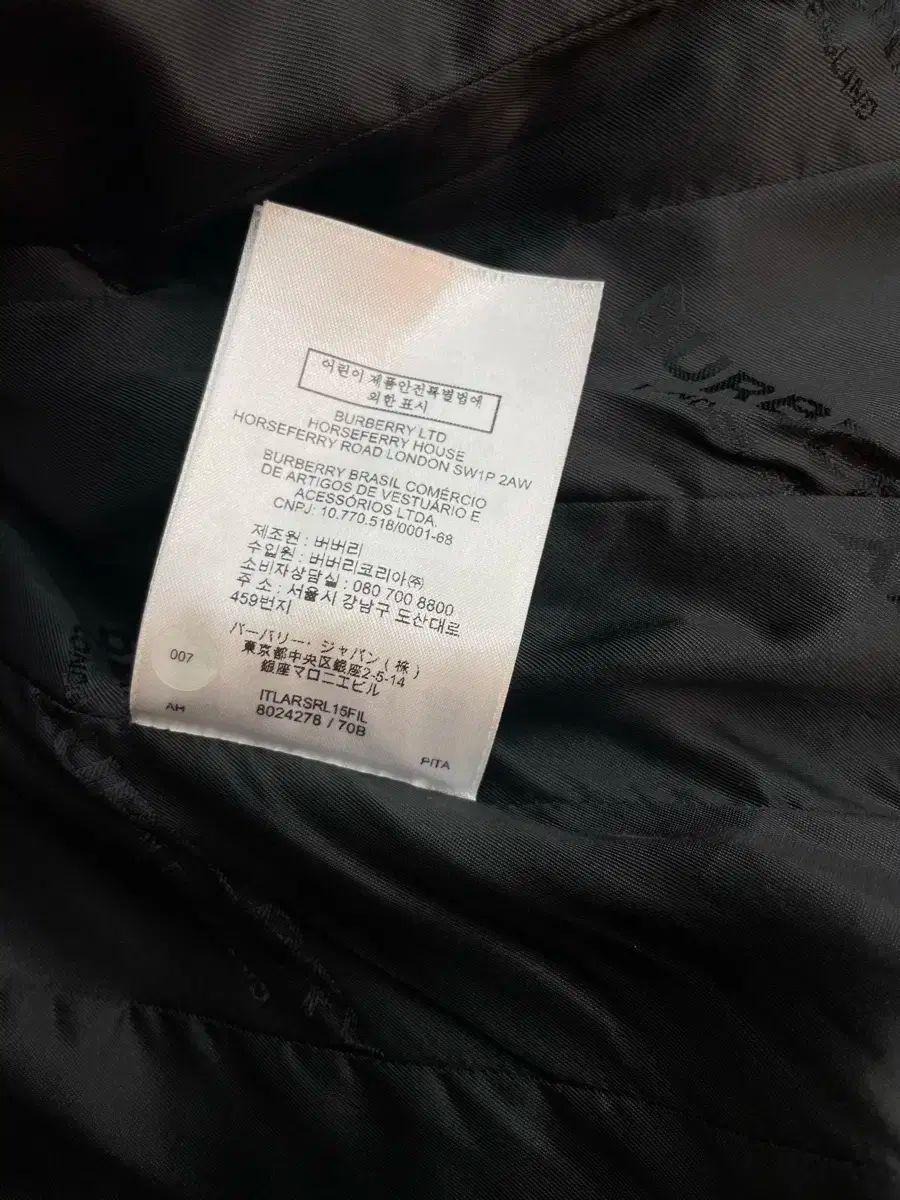 어린이 제품안전특별법에
의한 표시
BURBERRY LTD
HORSEFERRY HOUSE
HORSEFERRY ROAD LONDON SW1P 2AW
BURBERRY BRASIL COMÉRCIO
DE ARTIGOS DE VESTUÁRIO E
ACESSÓRIOS LTDA.
CNPJ: 10.770.518/0001-68
제조원 : 버버리
수입원 : 버버리코리아㈜
소비자상담실 : 080 700 8800
주 소 : 서울시 강남구 도산대로
459번지
バーバリー・ジャパン(株)
東京都中央区銀座2-5-14
銀座マロニエビル
007
ITLARSRL15FIL
8024278 / 70B
AH
PITA